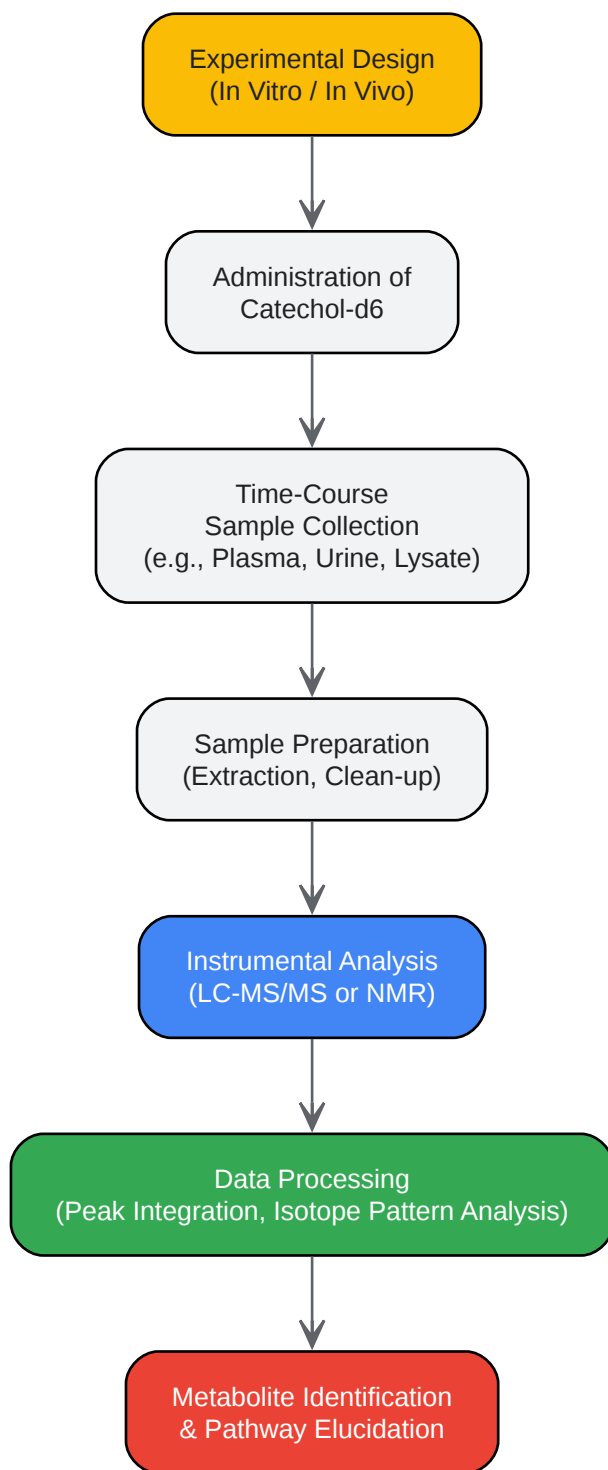 Experimental Design
(In Vitro / In Vivo)
Administration of
Catechol-d6
Time-Course
Sample Collection
(e.g., Plasma, Urine, Lysate)
Sample Preparation
(Extraction, Clean-up)
Instrumental Analysis
(LC-MS/MS or NMR)
Data Processing
(Peak Integration, Isotope Pattern Analysis)
Metabolite Identification
& Pathway Elucidation